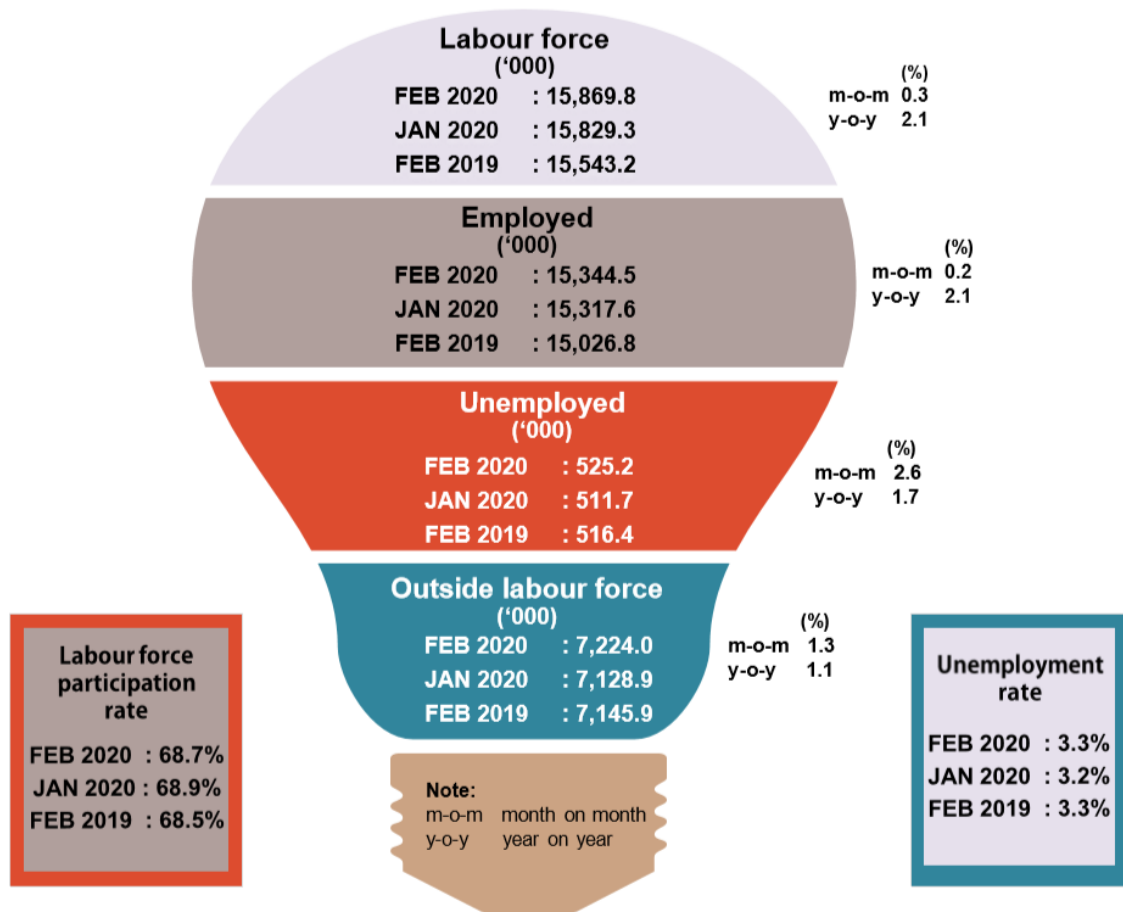 Labour force
(‘000)
FEB 2020 : 15,869.8
JAN 2020 : 15,829.3
FEB 2019 : 15,543.2
(%)
m-o-m 0.3
y-o-y 2.1
Employed
(‘000)
FEB 2020 : 15,344.5
JAN 2020 : 15,317.6
FEB 2019 : 15,026.8
(%)
m-o-m 0.2
y-o-y 2.1
Unemployed
(‘000)
FEB 2020 : 525.2
JAN 2020 : 511.7
FEB 2019 : 516.4
(%)
m-o-m 2.6
y-o-y 1.7
Outside labour force
(‘000)
FEB 2020 : 7,224.0
JAN 2020 : 7,128.9
FEB 2019 : 7,145.9
(%)
m-o-m 1.3
y-o-y 1.1
Labour force
participation
rate
FEB 2020 : 68.7%
JAN 2020 : 68.9%
FEB 2019 : 68.5%
Unemployment
rate
FEB 2020 : 3.3%
JAN 2020 : 3.2%
FEB 2019 : 3.3%
Note:
m-o-m month on month
y-o-y year on year